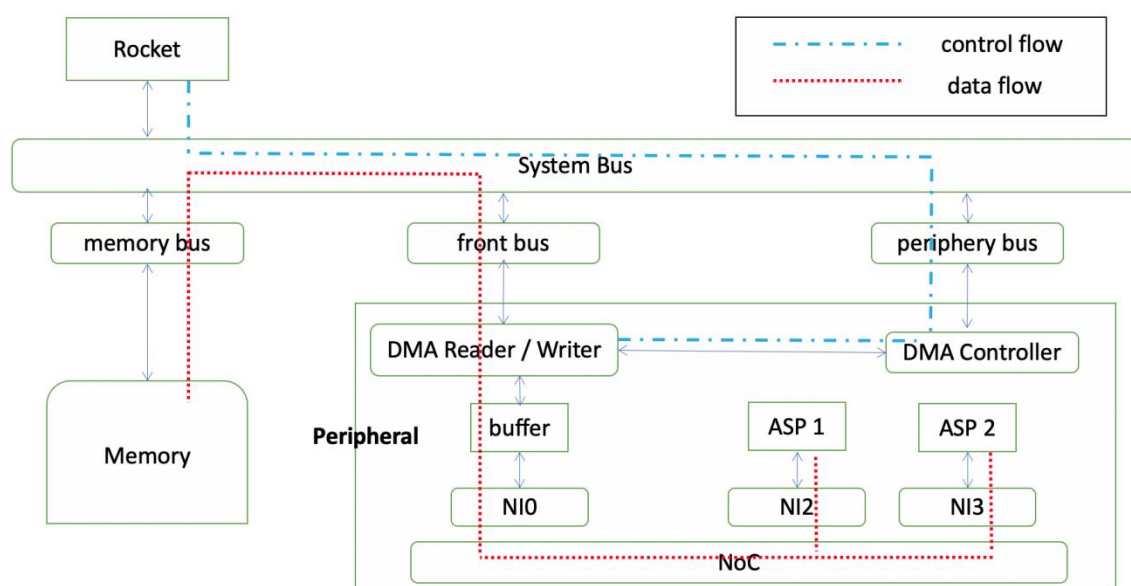 Rocket
control flow
data flow
System Bus
memory bus
front bus
periphery bus
DMA Reader / Writer
DMA Controller
Peripheral
buffer
ASP 1
ASP 2
Memory
NI0
NI2
NI3
NoC